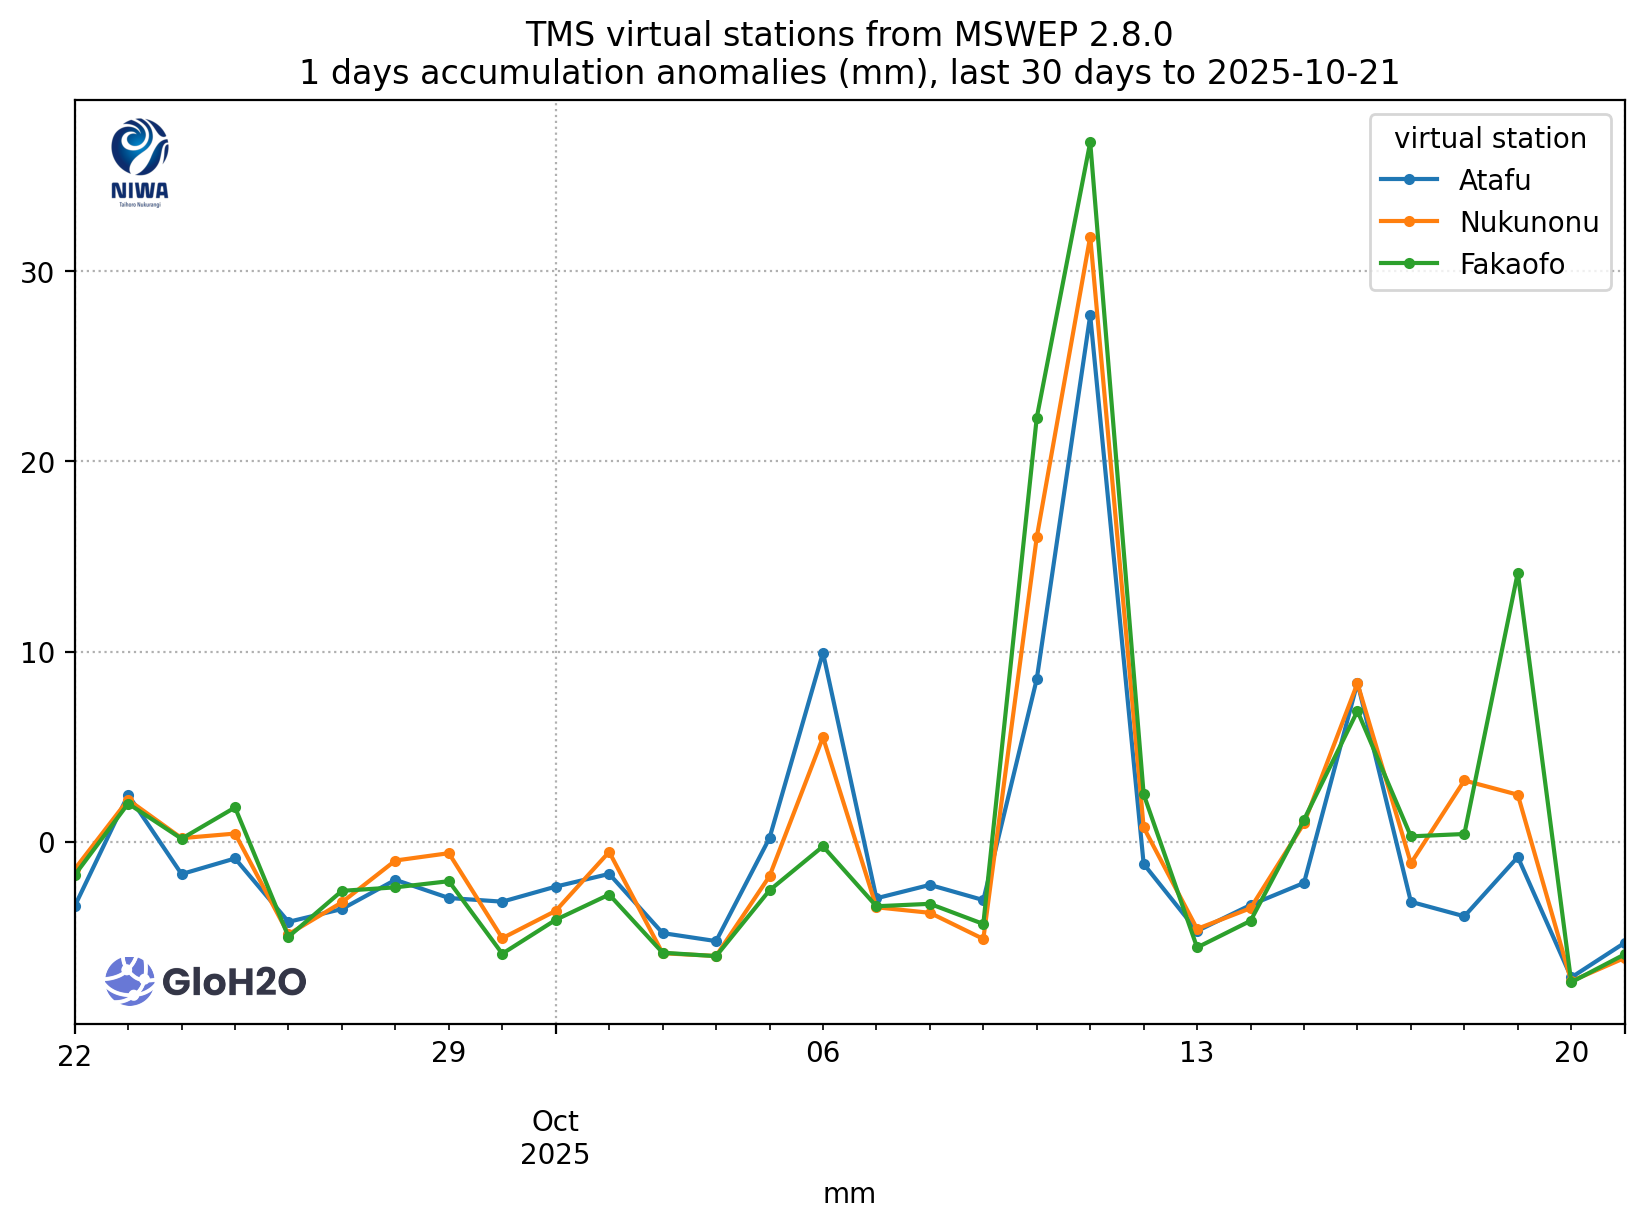 TMS virtual stations from MSWEP 2.8.0
1 days accumulation anomalies (mm), last 30 days to 2025-10-21
NIWA
Taihoro Nukurangi
virtual station
Atafu
Nukunonu
Fakaofo
30
20
10
0
GloH2O
22
29
06
13
20
Oct
2025
mm